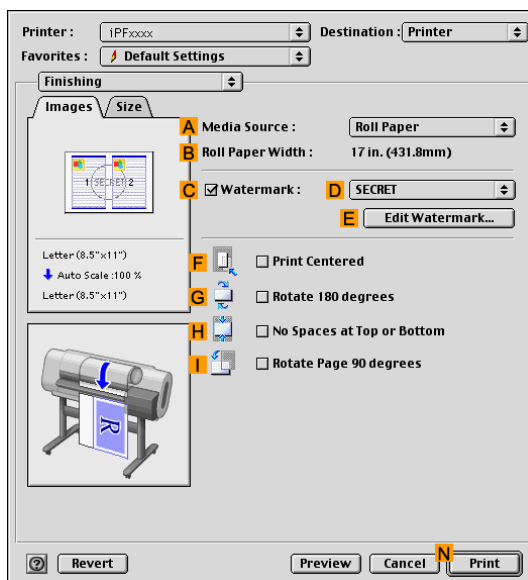 Printer : iPFxxxx Destination : Printer
Favorites : Default Settings
Finishing
Images Size
A Media Source : Roll Paper
B Roll Paper Width : 17 in. (431.8mm)
1 SECRET 2
C Watermark : D SECRET
E Edit Watermark...
Letter (8.5"x11")
Auto Scale :100 %
Letter (8.5"x11")
F Print Centered
G Rotate 180 degrees
H No Spaces at Top or Bottom
I Rotate Page 90 degrees
R
N
? Revert Preview Cancel Print